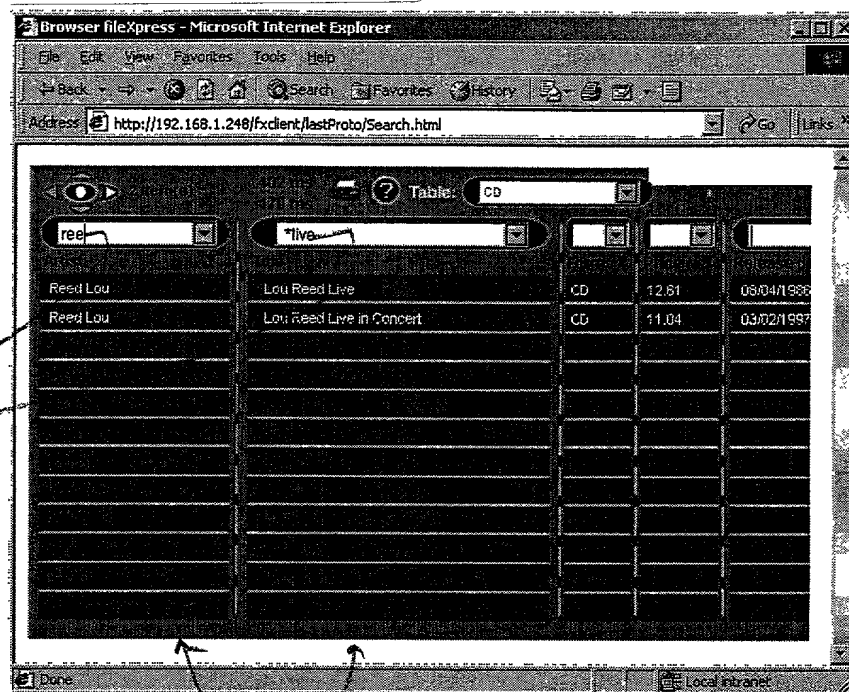 Browser fileXpress - Microsoft Internet Explorer
File Edit View Favorites Tools Help
Back Search Favorites History
Address http://192.168.1.248/fxclient/lastProto/Search.html Go Links »
Table: CD
ree *live
Reed Lou Lou Reed Live CD 12.61 08/04/1986
Reed Lou Lou Reed Live in Concert CD 11.04 03/02/1997
Done Local intranet